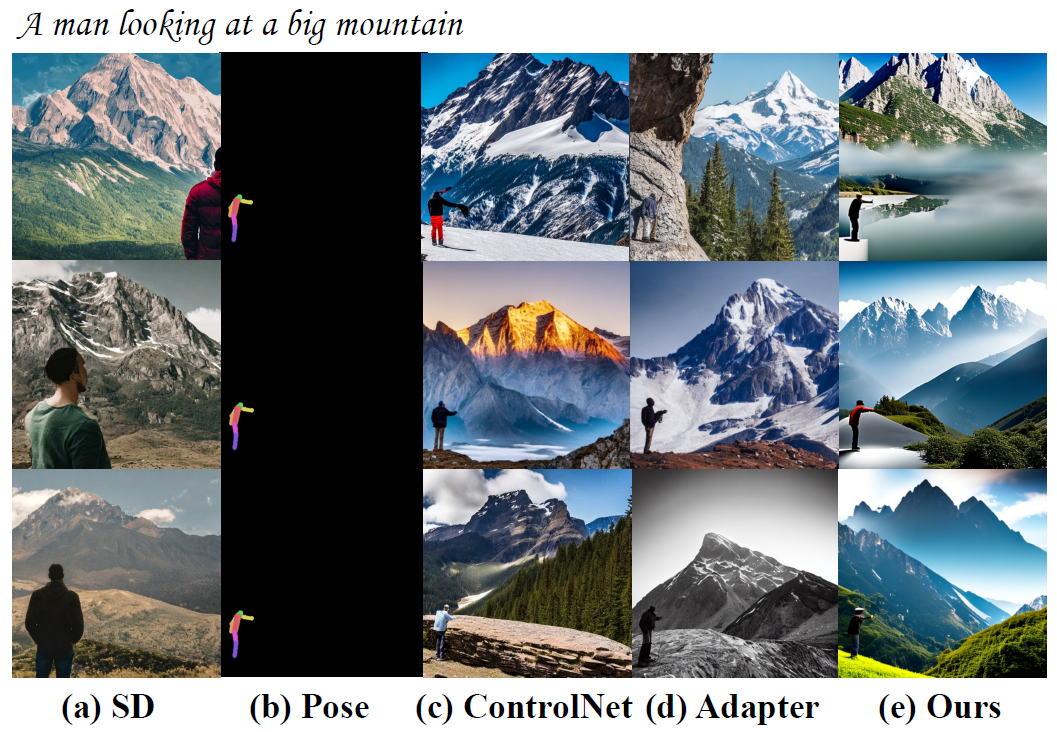 A man looking at a big mountain
(a) SD (b) Pose (c) ControlNet (d) Adapter (e) Ours